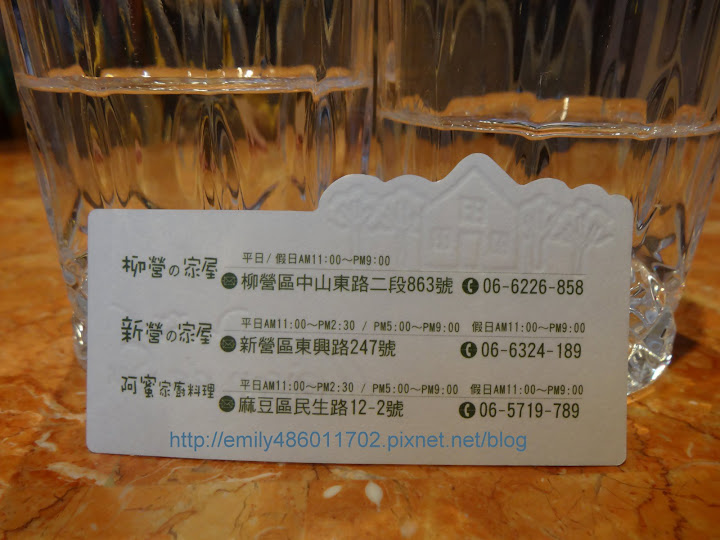 柳營の家屋 平日/假日AM11:00～PM9:00
柳營區中山東路二段863號 06-6226-858
新營の家屋 平日AM11:00～PM2:30 / PM5:00～PM9:00 假日AM11:00～PM9:00
新營區東興路247號 06-6324-189
阿蜜家廚料理 平日AM11:00～PM2:30 / PM5:00～PM9:00 假日AM11:00～PM9:00
麻豆區民生路12-2號 06-5719-789
http://emily486011702.pixnet.net/blog